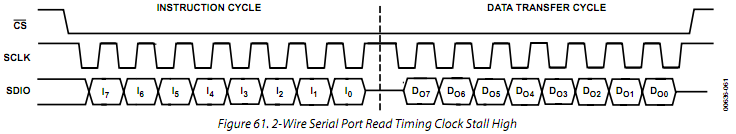 INSTRUCTION CYCLE DATA TRANSFER CYCLE
CS
SCLK
SDIO I7 I6 I5 I4 I3 I2 I1 I0 DO7 DO6 DO5 DO4 DO3 DO2 DO1 DO0
00635-061
Figure 61. 2-Wire Serial Port Read Timing Clock Stall High